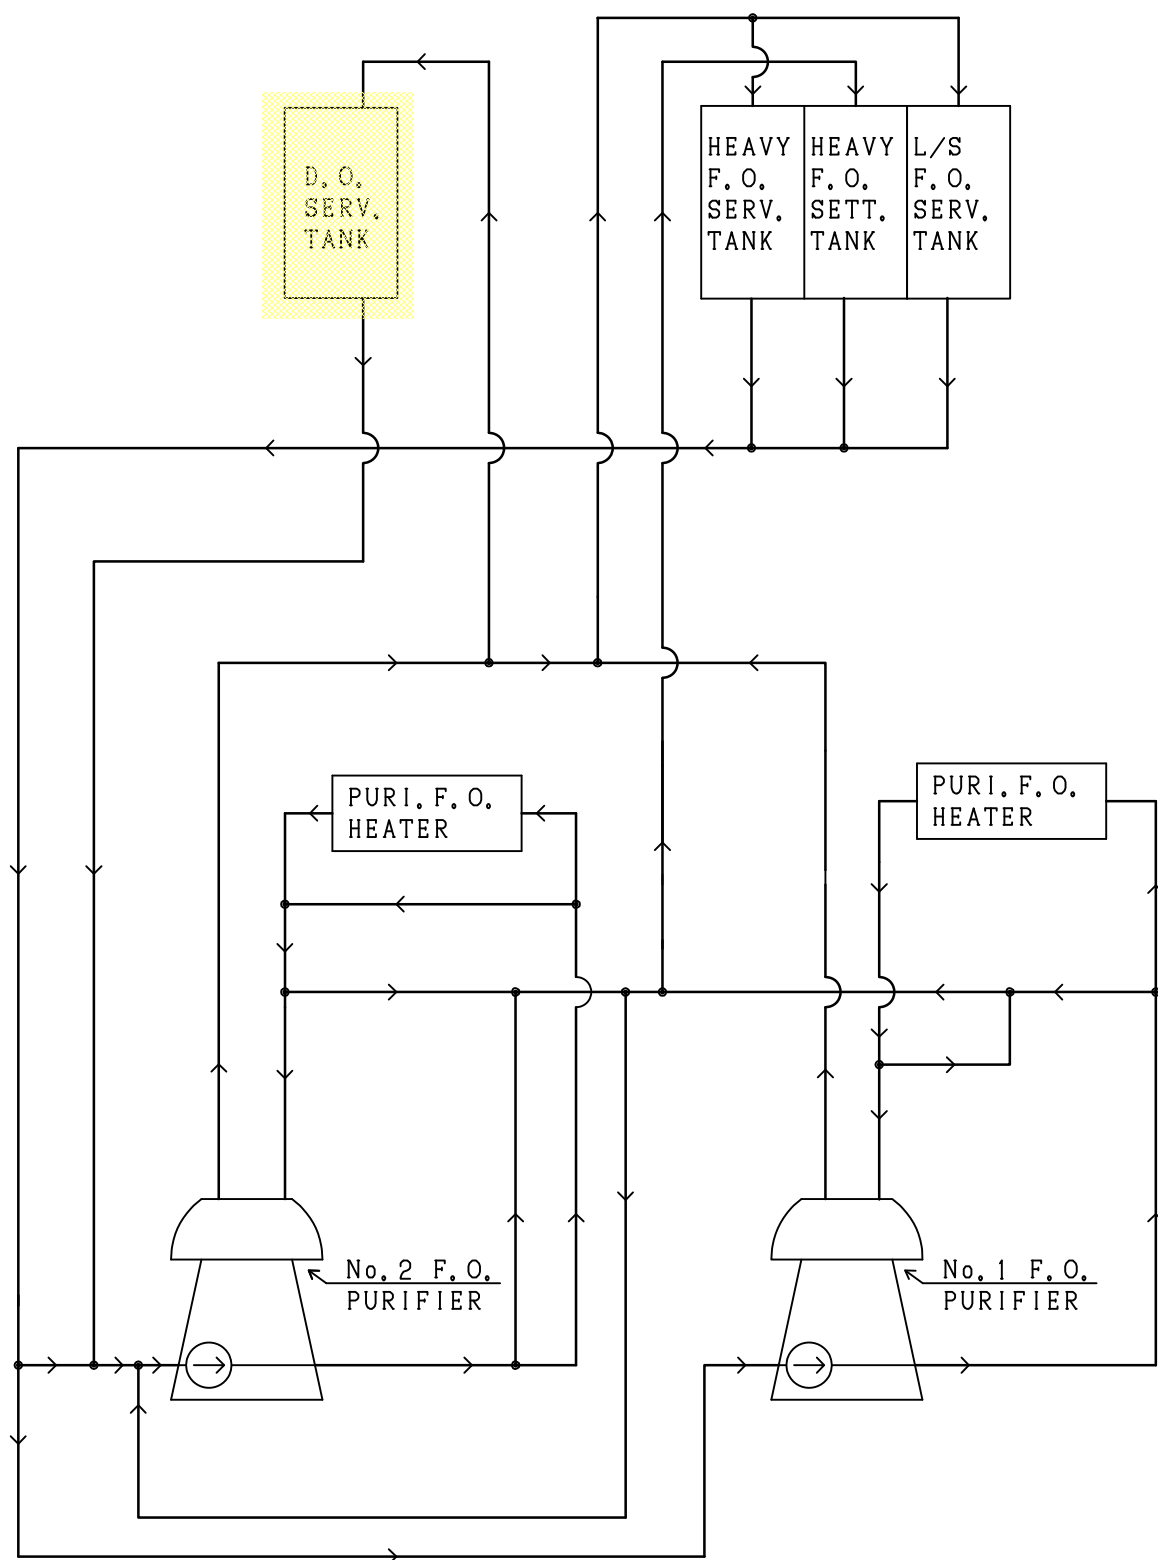 D. O.
SERV.
TANK
HEAVY
F. O.
SERV.
TANK
HEAVY
F. O.
SETT.
TANK
L/S
F. O.
SERV.
TANK
PURI. F. O.
HEATER
PURI. F. O.
HEATER
No. 2 F. O.
PURIFIER
No. 1 F. O.
PURIFIER